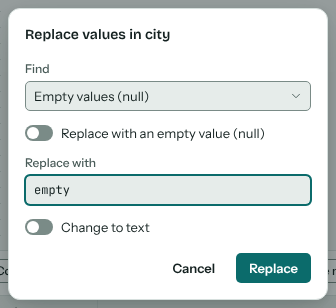 Replace values in city
Find
Empty values (null)
Replace with an empty value (null)
Replace with
empty
Change to text
Cancel
Replace